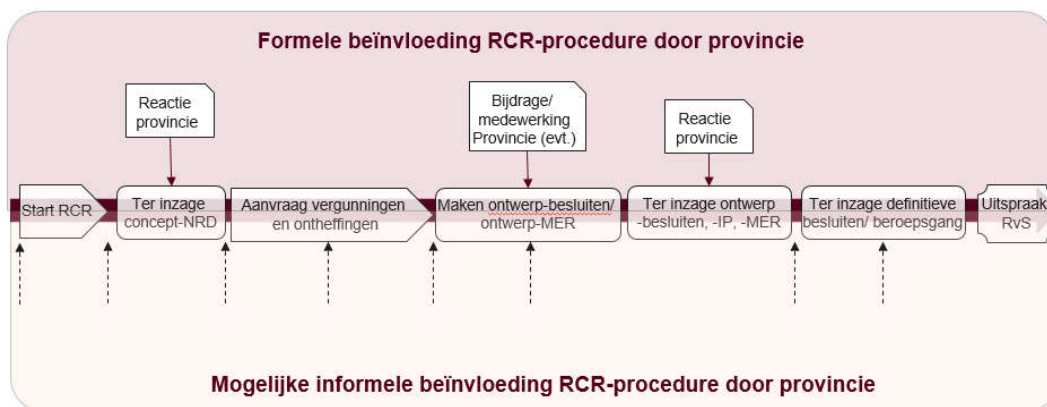 Formele beïnvloeding RCR-procedure door provincie
Reactie
provincie
Bijdrage/
medewerking
Provincie (evt.)
Reactie
provincie
Start RCR
Ter inzage
concept-NRD
Aanvraag vergunningen
en ontheffingen
Maken ontwerp-besluiten/
ontwerp-MER
Ter inzage ontwerp
-besluiten, -IP, -MER
Ter inzage definitieve
besluiten/ beroepsgang
Uitspraak
RvS
Mogelijke informele beïnvloeding RCR-procedure door provincie